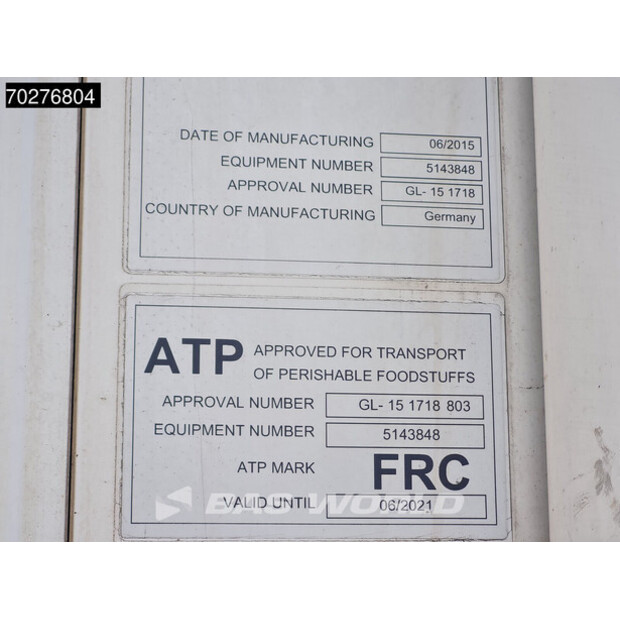 70276804
DATE OF MANUFACTURING 06/2015
EQUIPMENT NUMBER 5143848
APPROVAL NUMBER GL- 15 1718
COUNTRY OF MANUFACTURING Germany
ATP APPROVED FOR TRANSPORT
OF PERISHABLE FOODSTUFFS
APPROVAL NUMBER GL- 15 1718 803
EQUIPMENT NUMBER 5143848
ATP MARK FRC
VALID UNTIL 06/2021
BAS WORLD